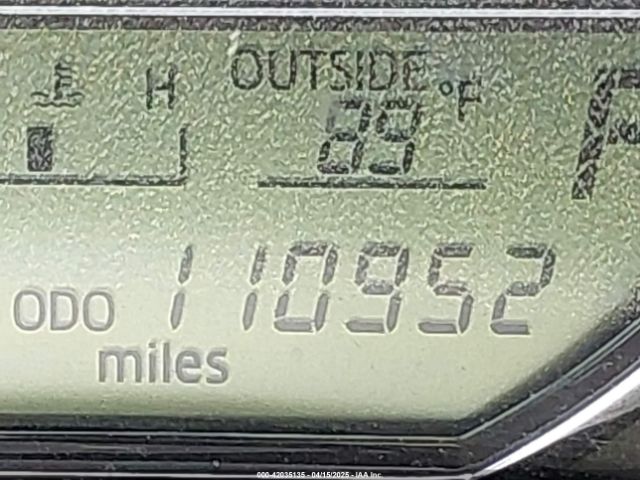 H OUTSIDE
89 °F
ODO 110952
miles
000-42035135 - 04/15/2025 - IAA Inc.